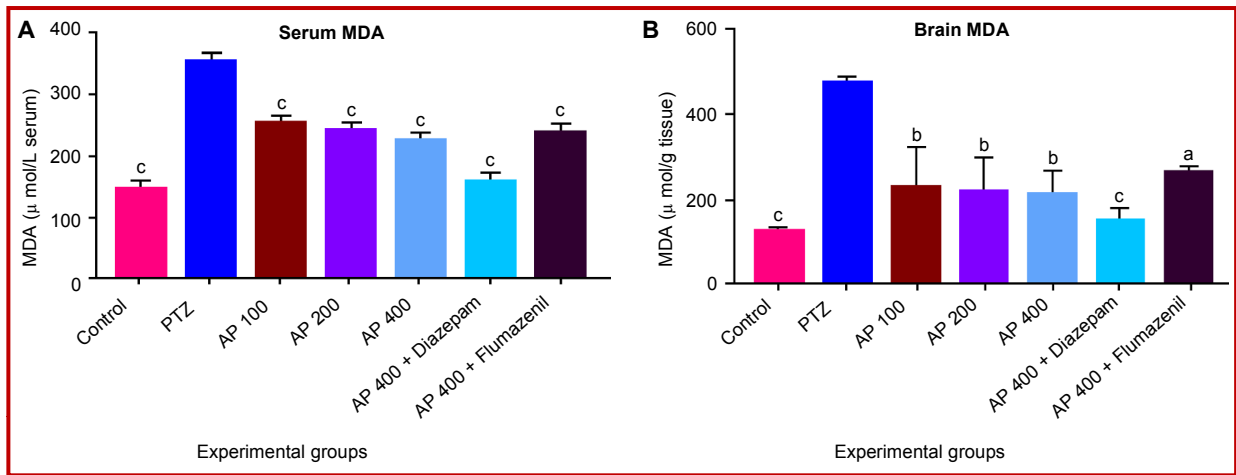 A
Serum MDA
MDA (μ mol/L serum)
400
300
200
100
0
c
c
c
c
c
c
Control
PTZ
AP 100
AP 200
AP 400
AP 400 + Diazepam
AP 400 + Flumazenil
Experimental groups
B
Brain MDA
MDA (μ mol/g tissue)
600
400
200
0
c
b
b
b
c
a
Control
PTZ
AP 100
AP 200
AP 400
AP 400 + Diazepam
AP 400 + Flumazenil
Experimental groups